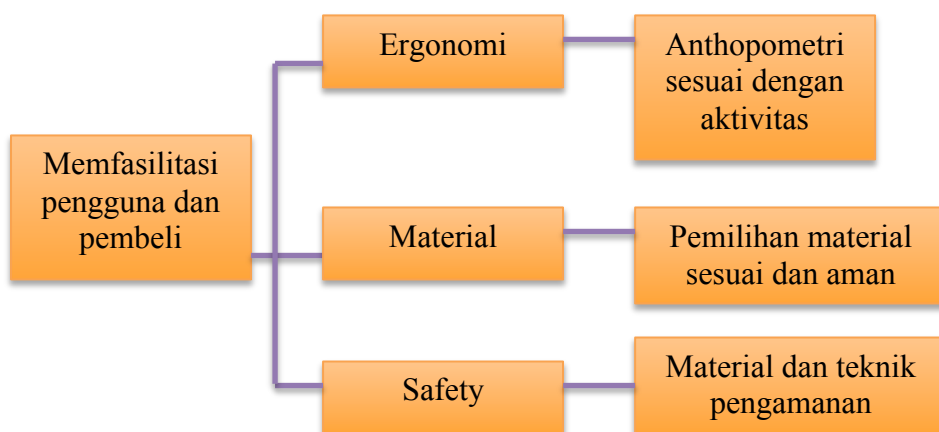 Memfasilitasi
pengguna dan
pembeli
Ergonomi
Anthopometri
sesuai dengan
aktivitas
Material
Pemilihan material
sesuai dan aman
Safety
Material dan teknik
pengamanan